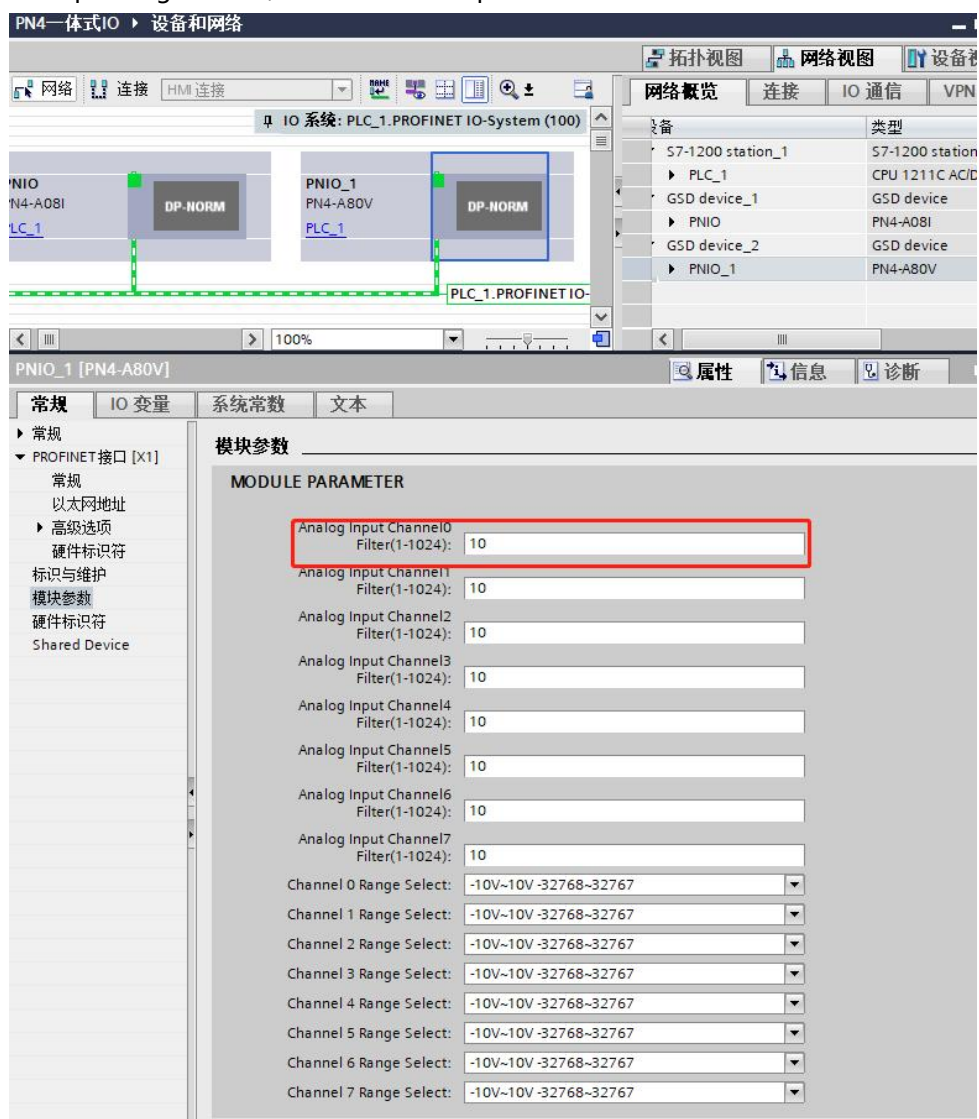 PN4一体式IO ▸ 设备和网络
拓扑视图 网络视图 设备视
网络 连接 HMI 连接
网络概览 连接 IO 通信 VPN
IO 系统: PLC_1.PROFINET IO-System (100)
设备 类型
S7-1200 station_1 S7-1200 station
PLC_1 CPU 1211C AC/D
GSD device_1 GSD device
PNIO PN4-A08I
GSD device_2 GSD device
PNIO_1 PN4-A80V
PNIO
PN4-A08I
PLC_1
DP-NORM
PNIO_1
PN4-A80V
PLC_1
DP-NORM
PLC_1.PROFINET IO-
100%
PNIO_1 [PN4-A80V]
属性 信息 诊断
常规 IO 变量 系统常数 文本
常规
PROFINET接口 [X1]
常规
以太网地址
高级选项
硬件标识符
标识与维护
模块参数
硬件标识符
Shared Device
模块参数
MODULE PARAMETER
Analog Input Channel0
Filter(1-1024): 10
Analog Input Channel1
Filter(1-1024): 10
Analog Input Channel2
Filter(1-1024): 10
Analog Input Channel3
Filter(1-1024): 10
Analog Input Channel4
Filter(1-1024): 10
Analog Input Channel5
Filter(1-1024): 10
Analog Input Channel6
Filter(1-1024): 10
Analog Input Channel7
Filter(1-1024): 10
Channel 0 Range Select: -10V~10V -32768~32767
Channel 1 Range Select: -10V~10V -32768~32767
Channel 2 Range Select: -10V~10V -32768~32767
Channel 3 Range Select: -10V~10V -32768~32767
Channel 4 Range Select: -10V~10V -32768~32767
Channel 5 Range Select: -10V~10V -32768~32767
Channel 6 Range Select: -10V~10V -32768~32767
Channel 7 Range Select: -10V~10V -32768~32767